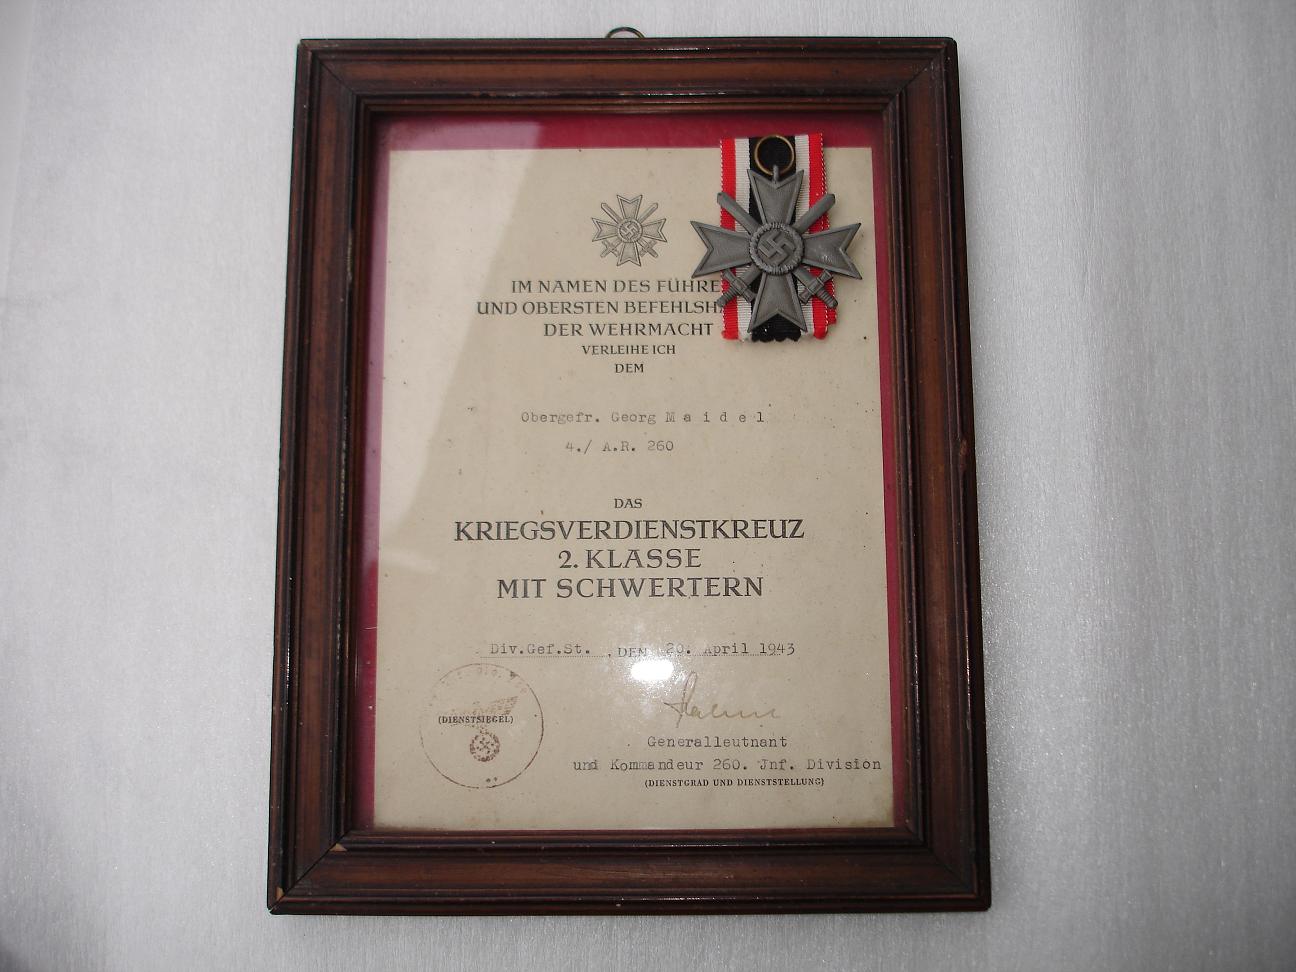 IM NAMEN DES FÜHRE
UND OBERSTEN BEFEHLSH
DER WEHRMACHT
VERLEIHE ICH
DEM
Obergefr. Georg M a i d e l
4./ A.R. 260
DAS
KRIEGSVERDIENSTKREUZ
2. KLASSE
MIT SCHWERTERN
Div.Gef.St. , DEN 20. April 1943
(DIENSTSIEGEL)
Generalleutnant
und Kommandeur 260. Jnf. Division
(DIENSTGRAD UND DIENSTSTELLUNG)